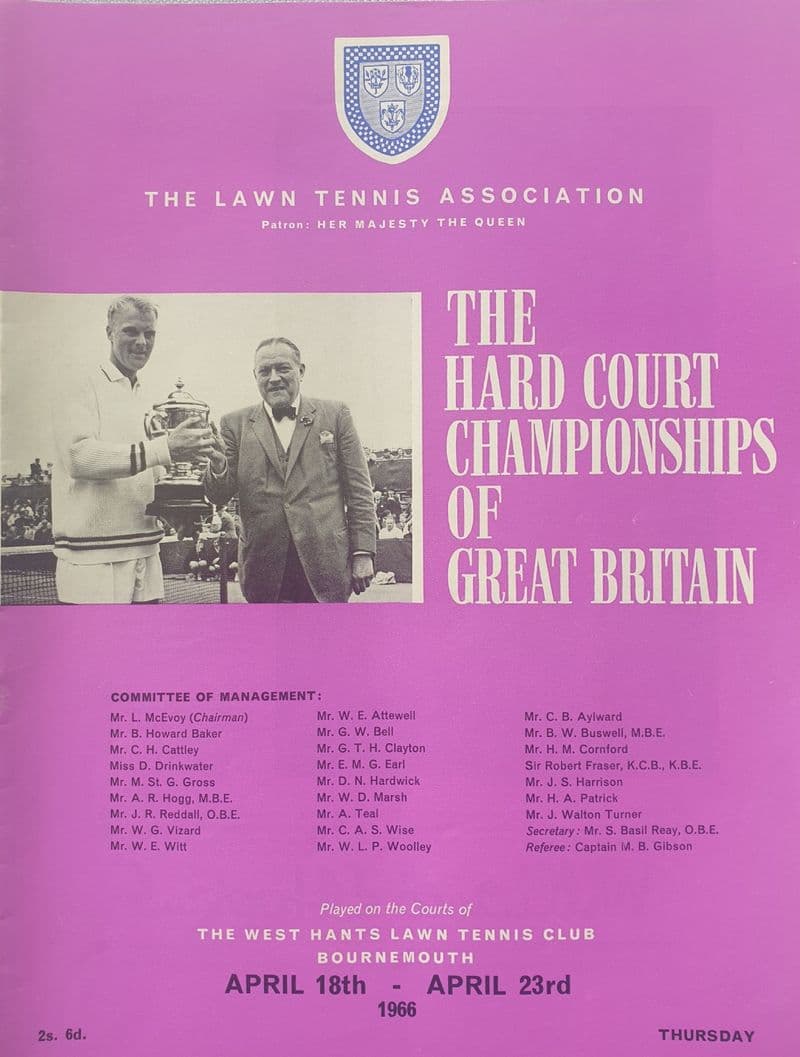 THE LAWN TENNIS ASSOCIATION
Patron: HER MAJESTY THE QUEEN
THE
HARD COURT
CHAMPIONSHIPS
OF
GREAT BRITAIN
COMMITTEE OF MANAGEMENT:
Mr. L. McEvoy (Chairman)
Mr. B. Howard Baker
Mr. C. H. Cattley
Miss D. Drinkwater
Mr. M. St. G. Gross
Mr. A. R. Hogg, M.B.E.
Mr. J. R. Reddall, O.B.E.
Mr. W. G. Vizard
Mr. W. E. Witt
Mr. W. E. Attewell
Mr. G. W. Bell
Mr. G. T. H. Clayton
Mr. E. M. G. Earl
Mr. D. N. Hardwick
Mr. W. D. Marsh
Mr. A. Teal
Mr. C. A. S. Wise
Mr. W. L. P. Woolley
Mr. C. B. Aylward
Mr. B. W. Buswell, M.B.E.
Mr. H. M. Cornford
Sir Robert Fraser, K.C.B., K.B.E.
Mr. J. S. Harrison
Mr. H. A. Patrick
Mr. J. Walton Turner
Secretary: Mr. S. Basil Reay, O.B.E.
Referee: Captain M. B. Gibson
Played on the Courts of
THE WEST HANTS LAWN TENNIS CLUB
BOURNEMOUTH
APRIL 18th - APRIL 23rd
1966
2s. 6d.
THURSDAY